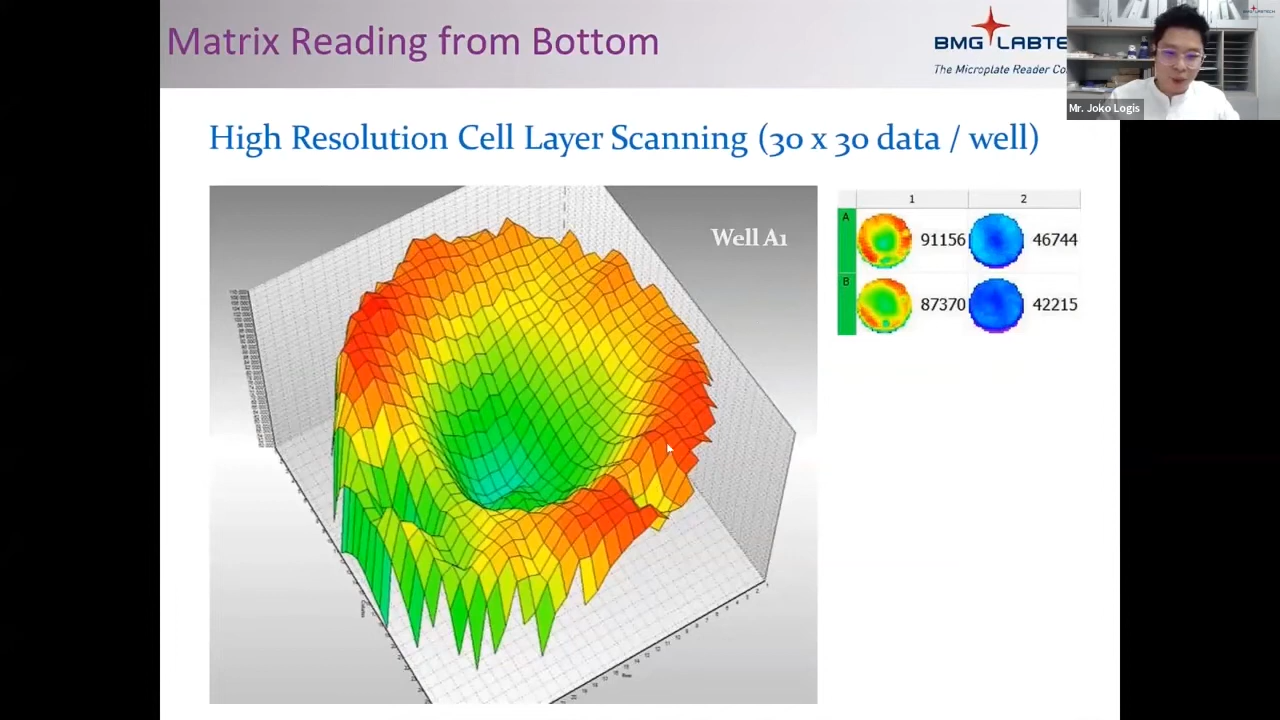 Matrix Reading from Bottom
BMG LABTE
The Microplate Reader Co
Mr. Joko Logis
High Resolution Cell Layer Scanning (30 x 30 data / well)
Well A1
1 2
A 91156 46744
B 87370 42215